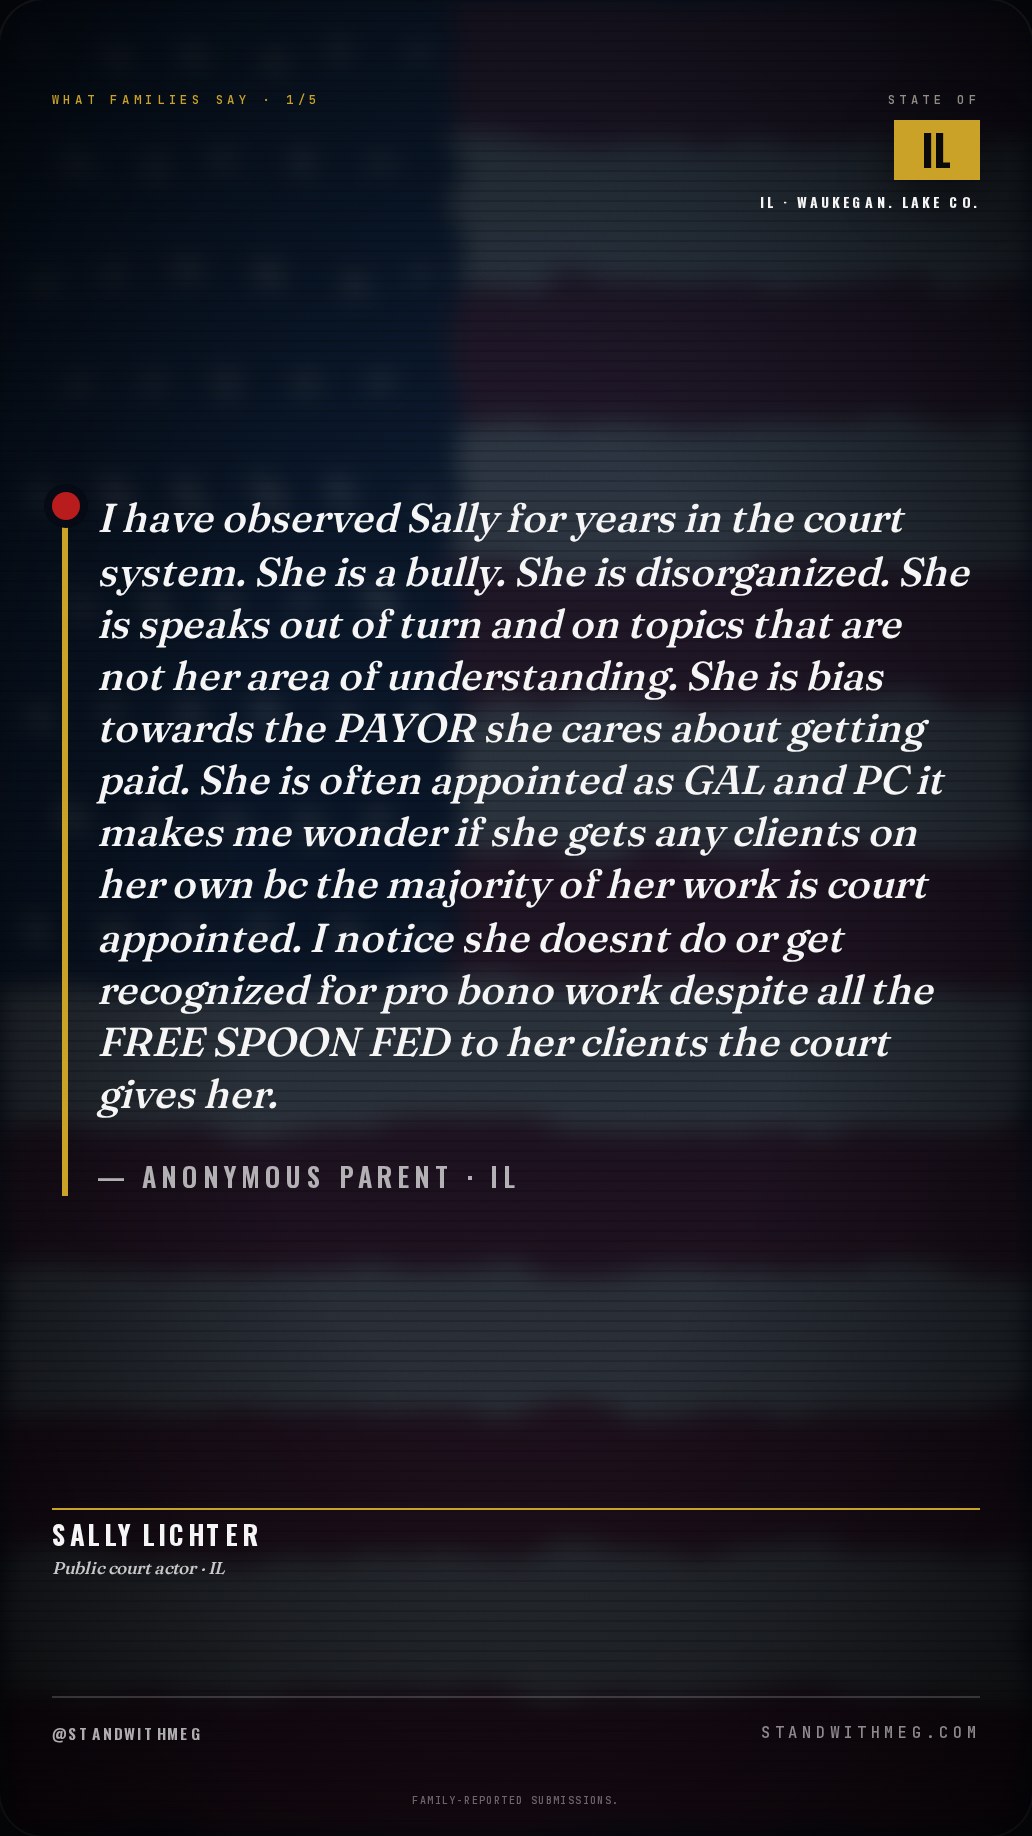 WHAT FAMILIES SAY · 1/5
STATE OF
IL
IL · WAUKEGAN. LAKE CO.
I have observed Sally for years in the court
system. She is a bully. She is disorganized. She
is speaks out of turn and on topics that are
not her area of understanding. She is bias
towards the PAYOR she cares about getting
paid. She is often appointed as GAL and PC it
makes me wonder if she gets any clients on
her own bc the majority of her work is court
appointed. I notice she doesnt do or get
recognized for pro bono work despite all the
FREE SPOON FED to her clients the court
gives her.
— ANONYMOUS PARENT · IL
SALLY LICHTER
Public court actor · IL
@STANDWITHMEG
STANDWITHMEG.COM
FAMILY-REPORTED SUBMISSIONS.